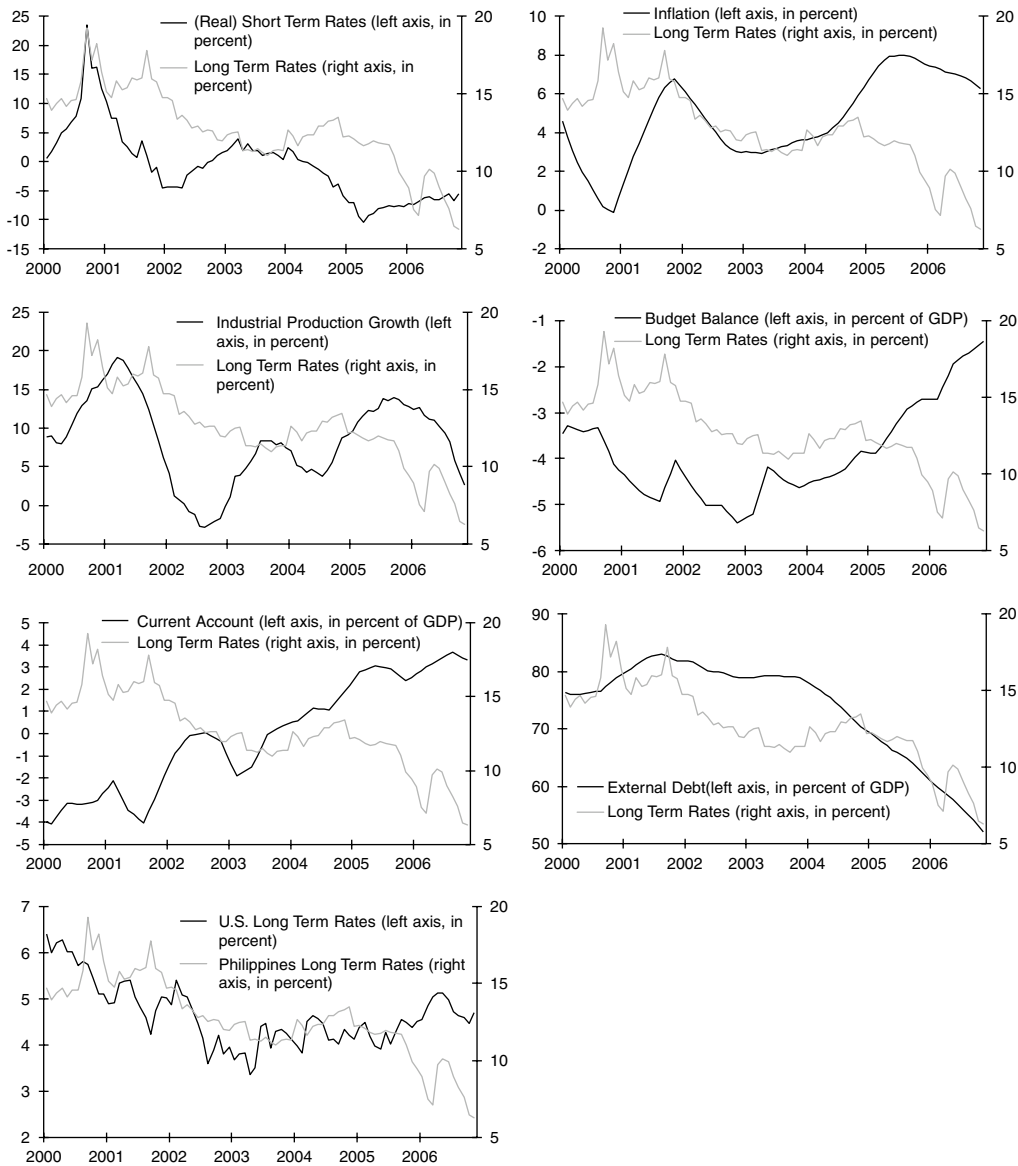 (Real) Short Term Rates (left axis, in
percent)
Long Term Rates (right axis, in
percent)
25 20
20
15 15
10
5
0 10
-5
-10
-15 5
2000 2001 2002 2003 2004 2005 2006
Inflation (left axis, in percent)
Long Term Rates (right axis, in percent)
10 20
8
6 15
4
2 10
0
-2 5
2000 2001 2002 2003 2004 2005 2006
Industrial Production Growth (left
axis, in percent)
Long Term Rates (right axis, in
percent)
25 20
20
15 15
10
5 10
0
-5 5
2000 2001 2002 2003 2004 2005 2006
Budget Balance (left axis, in percent of GDP)
Long Term Rates (right axis, in percent)
-1 20
-2
-3 15
-4
-5 10
-6 5
2000 2001 2002 2003 2004 2005 2006
Current Account (left axis, in percent of GDP)
Long Term Rates (right axis, in percent)
5 20
4
3
2 15
1
0
-1
-2 10
-3
-4
-5 5
2000 2001 2002 2003 2004 2005 2006
90 20
80 15
70
60 10
50 5
External Debt(left axis, in percent of GDP)
Long Term Rates (right axis, in percent)
2000 2001 2002 2003 2004 2005 2006
U.S. Long Term Rates (left axis, in
percent)
Philippines Long Term Rates (right
axis, in percent)
7 20
6
5 15
4
3 10
2 5
2000 2001 2002 2003 2004 2005 2006